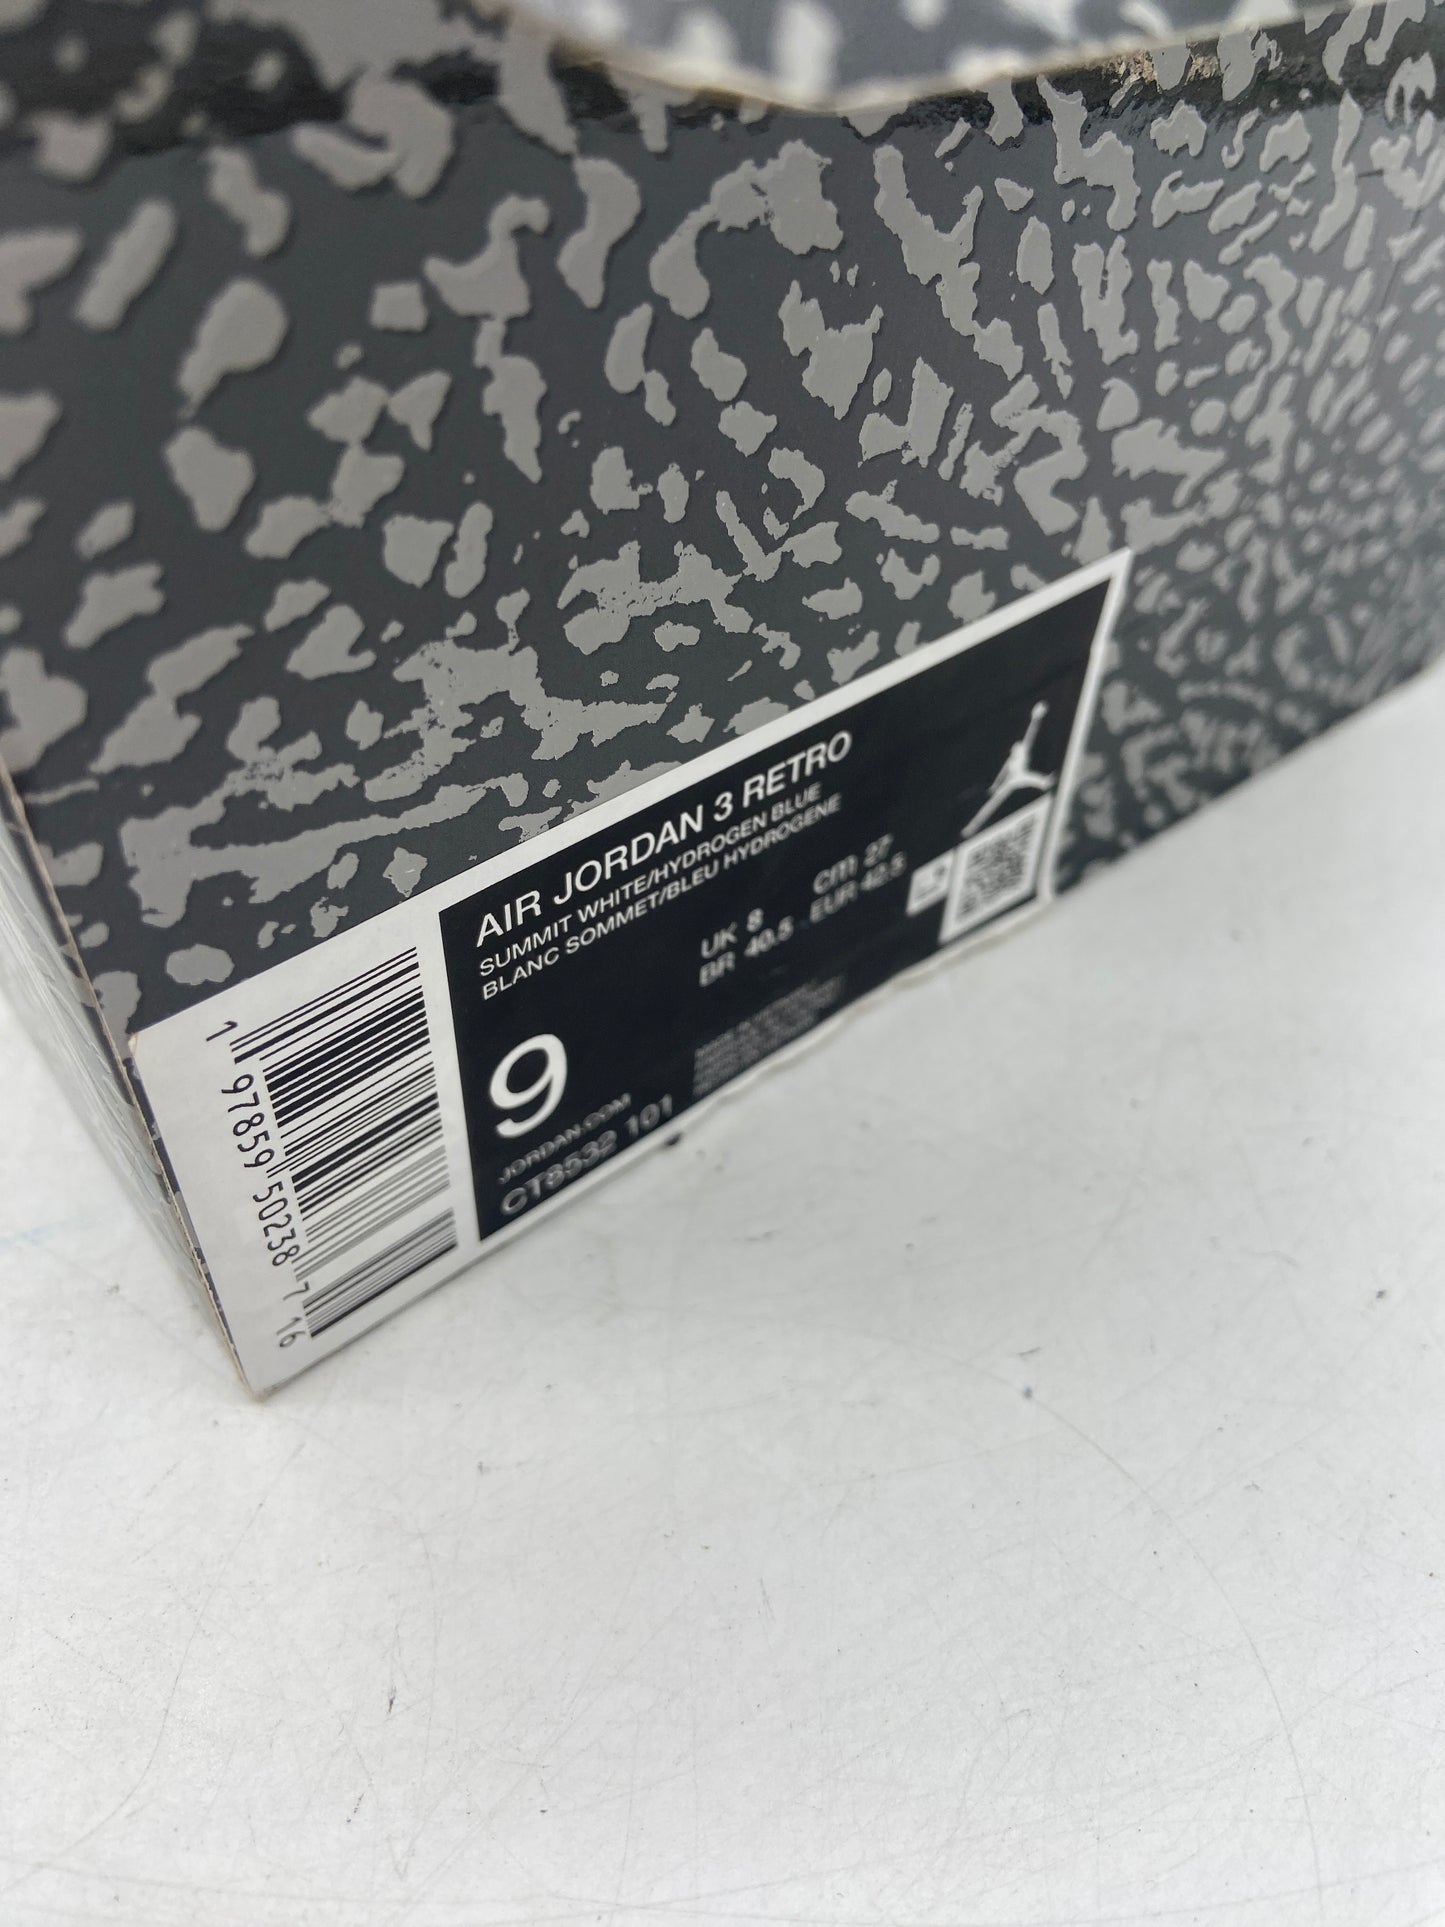 AIR JORDAN 3 RETRO
SUMMIT WHITE/HYDROGEN BLUE
BLANC SOMMET/BLEU HYDROGENE
UK 8 cm 27
BR 40.5 EUR 42.5
9
JORDAN.COM
CT8532 101
1 97859 50238 7 16